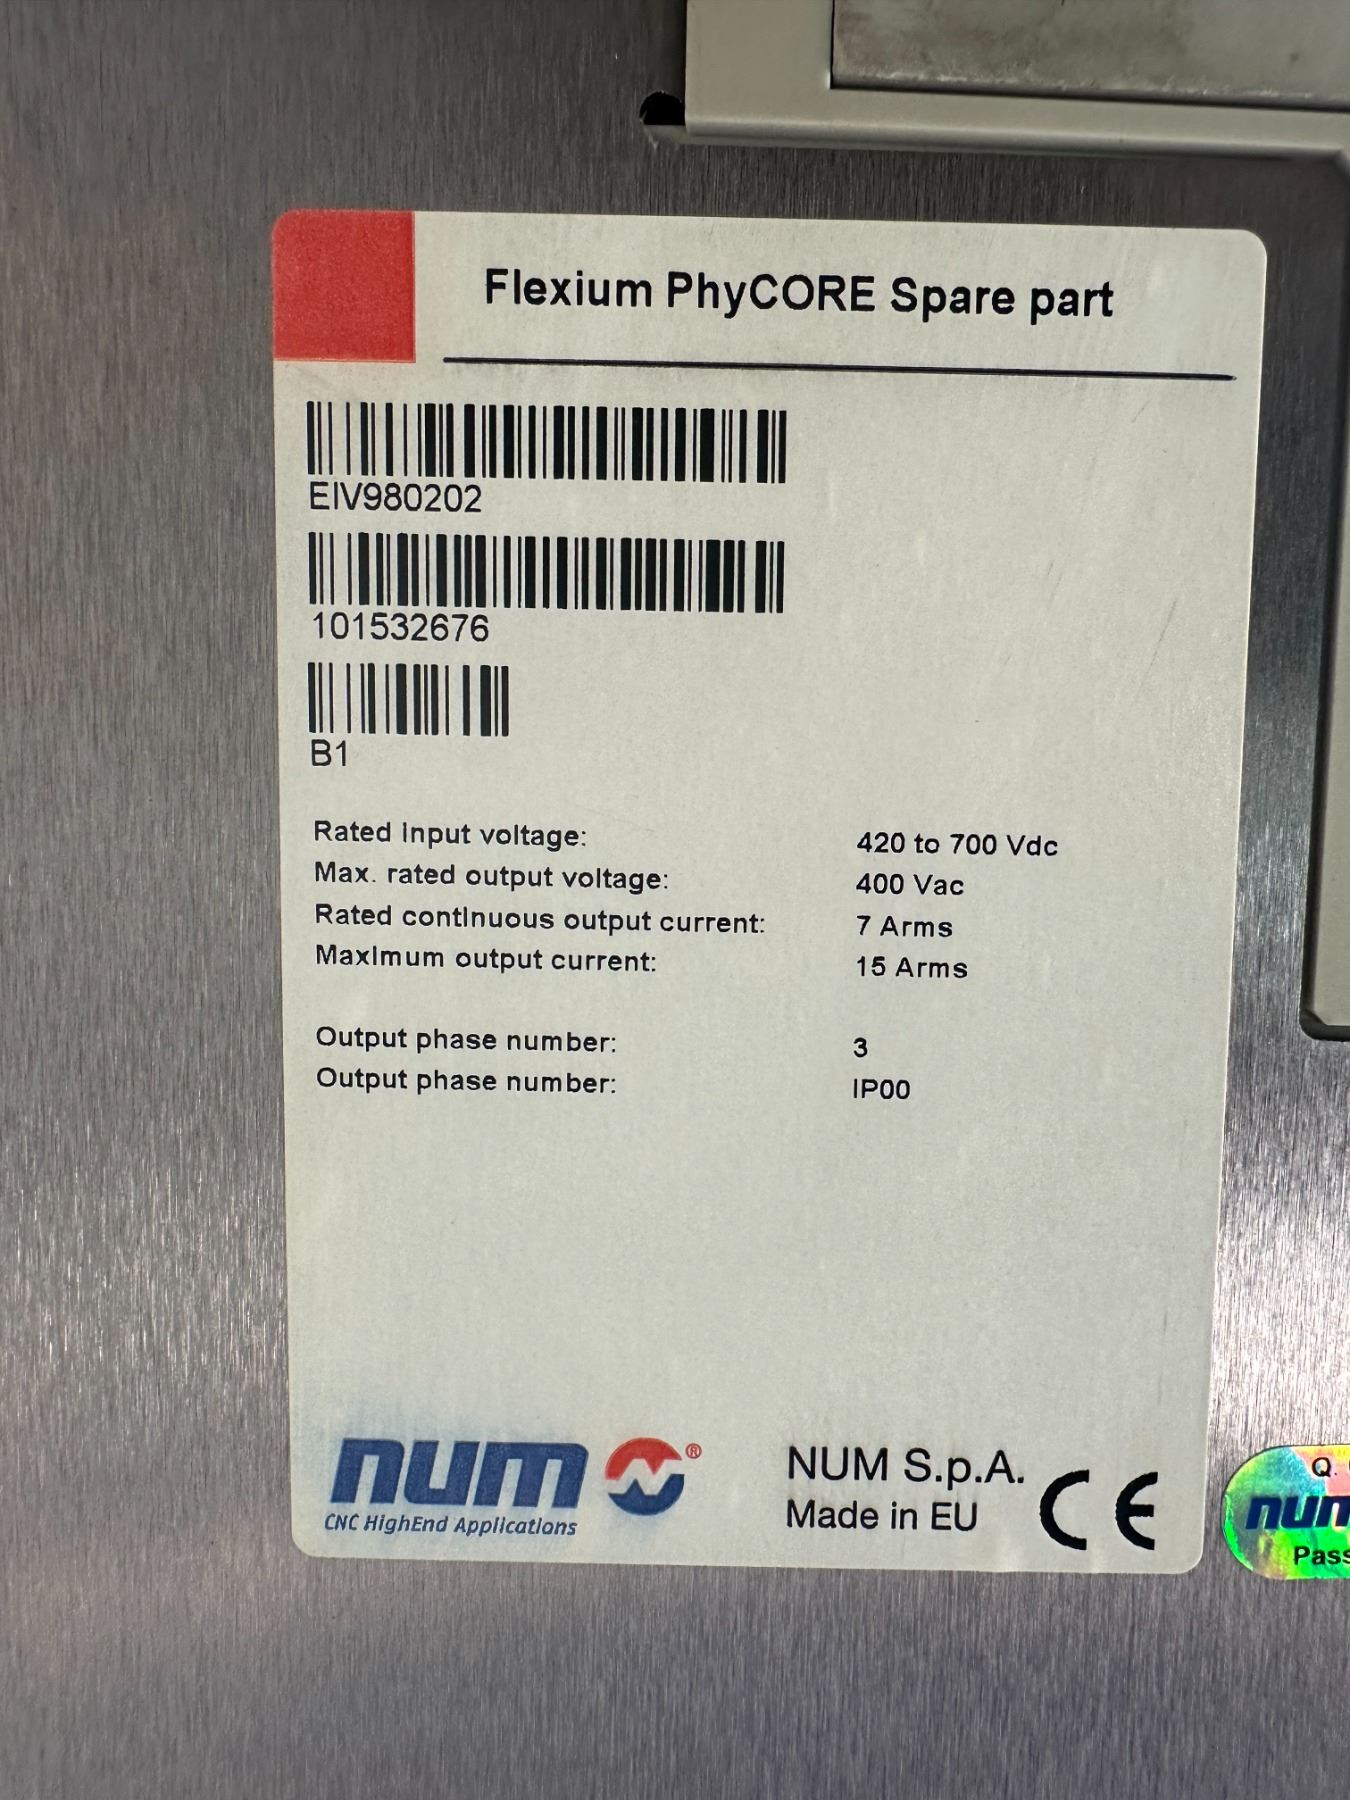 Flexium PhyCORE Spare part
EIV980202
101532676
B1
Rated input voltage: 420 to 700 Vdc
Max. rated output voltage: 400 Vac
Rated continuous output current: 7 Arms
Maximum output current: 15 Arms
Output phase number: 3
Output phase number: IP00
num ®
CNC HighEnd Applications
NUM S.p.A.
Made in EU
CE
Q.
num
Pass